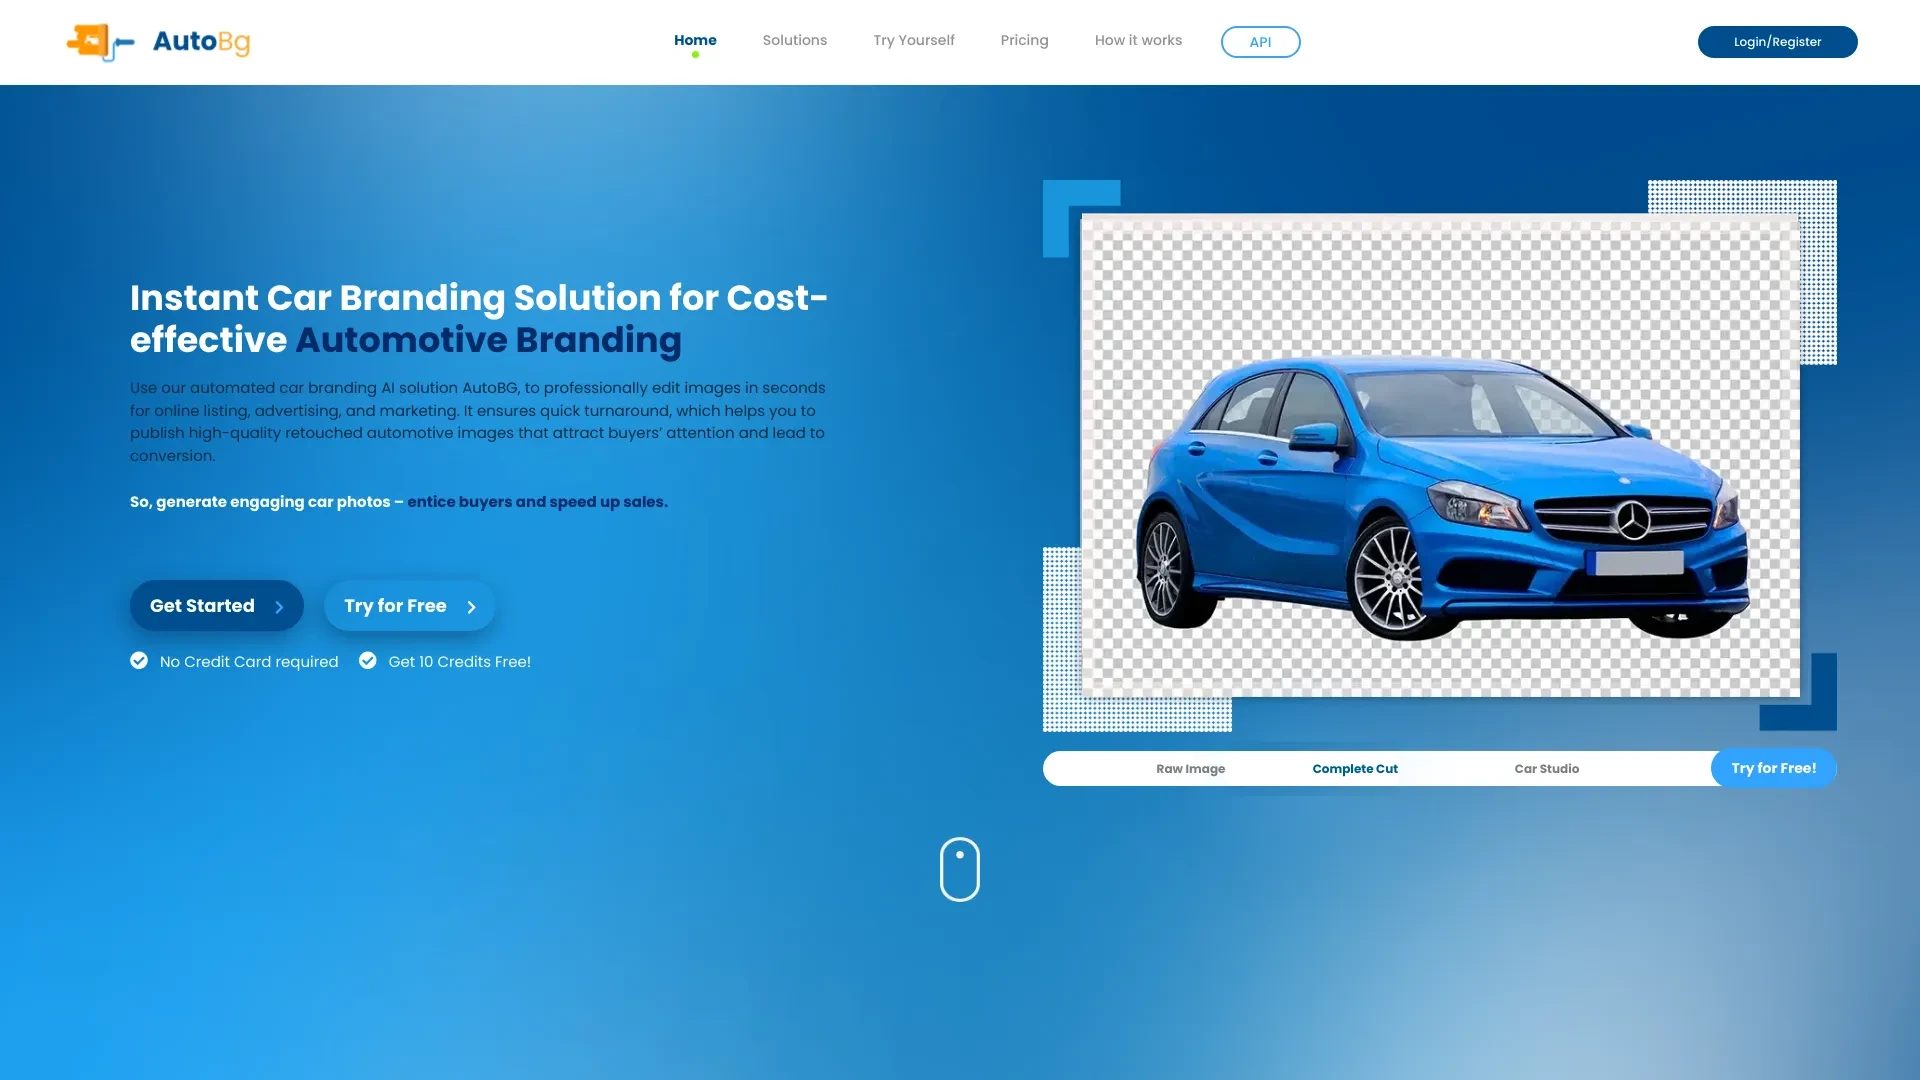 AutoBg
Home
Solutions
Try Yourself
Pricing
How it works
API
Login/Register
Instant Car Branding Solution for Cost-
effective Automotive Branding
Use our automated car branding AI solution AutoBG, to professionally edit images in seconds
for online listing, advertising, and marketing. It ensures quick turnaround, which helps you to
publish high-quality retouched automotive images that attract buyers’ attention and lead to
conversion.
So, generate engaging car photos – entice buyers and speed up sales.
Get Started
Try for Free
No Credit Card required
Get 10 Credits Free!
Raw Image
Complete Cut
Car Studio
Try for Free!